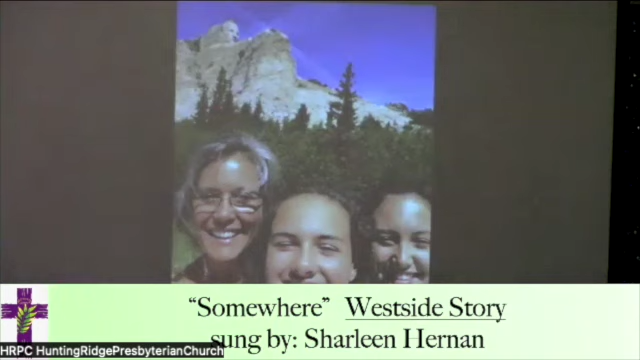 “Somewhere” Westside Story
sung by: Sharleen Hernan
HRPC HuntingRidgePresbyterianChurch